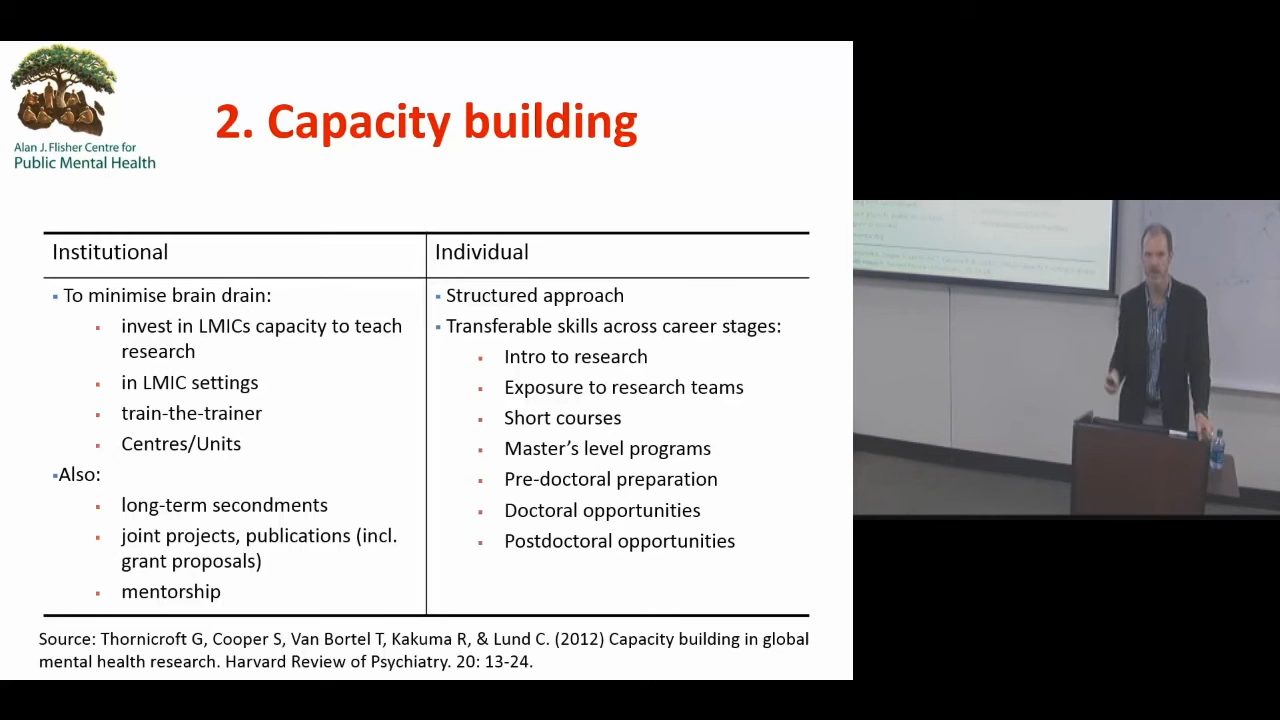 Alan J. Flisher Centre for
Public Mental Health
2. Capacity building
Institutional
Individual
To minimise brain drain:
invest in LMICs capacity to teach
research
in LMIC settings
train-the-trainer
Centres/Units
Also:
long-term secondments
joint projects, publications (incl.
grant proposals)
mentorship
Structured approach
Transferable skills across career stages:
Intro to research
Exposure to research teams
Short courses
Master's level programs
Pre-doctoral preparation
Doctoral opportunities
Postdoctoral opportunities
Source: Thornicroft G, Cooper S, Van Bortel T, Kakuma R, & Lund C. (2012) Capacity building in global
mental health research. Harvard Review of Psychiatry. 20: 13-24.